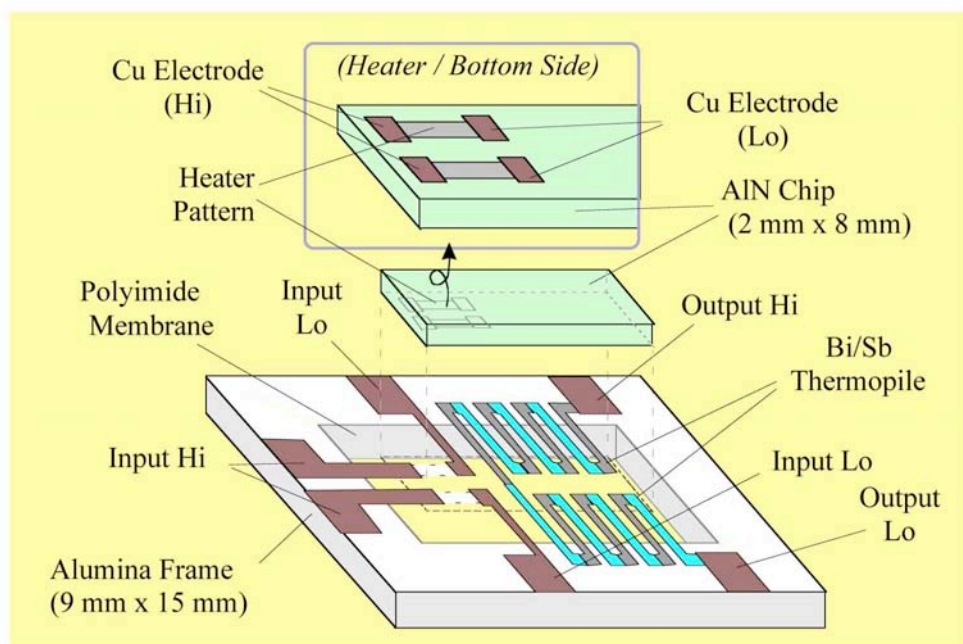 (Heater / Bottom Side)
Cu Electrode
(Hi)
Cu Electrode
(Lo)
Heater
Pattern
AlN Chip
(2 mm x 8 mm)
Polyimide
Membrane
Input
Lo
Output Hi
Bi/Sb
Thermopile
Input Hi
Input Lo
Output
Lo
Alumina Frame
(9 mm x 15 mm)